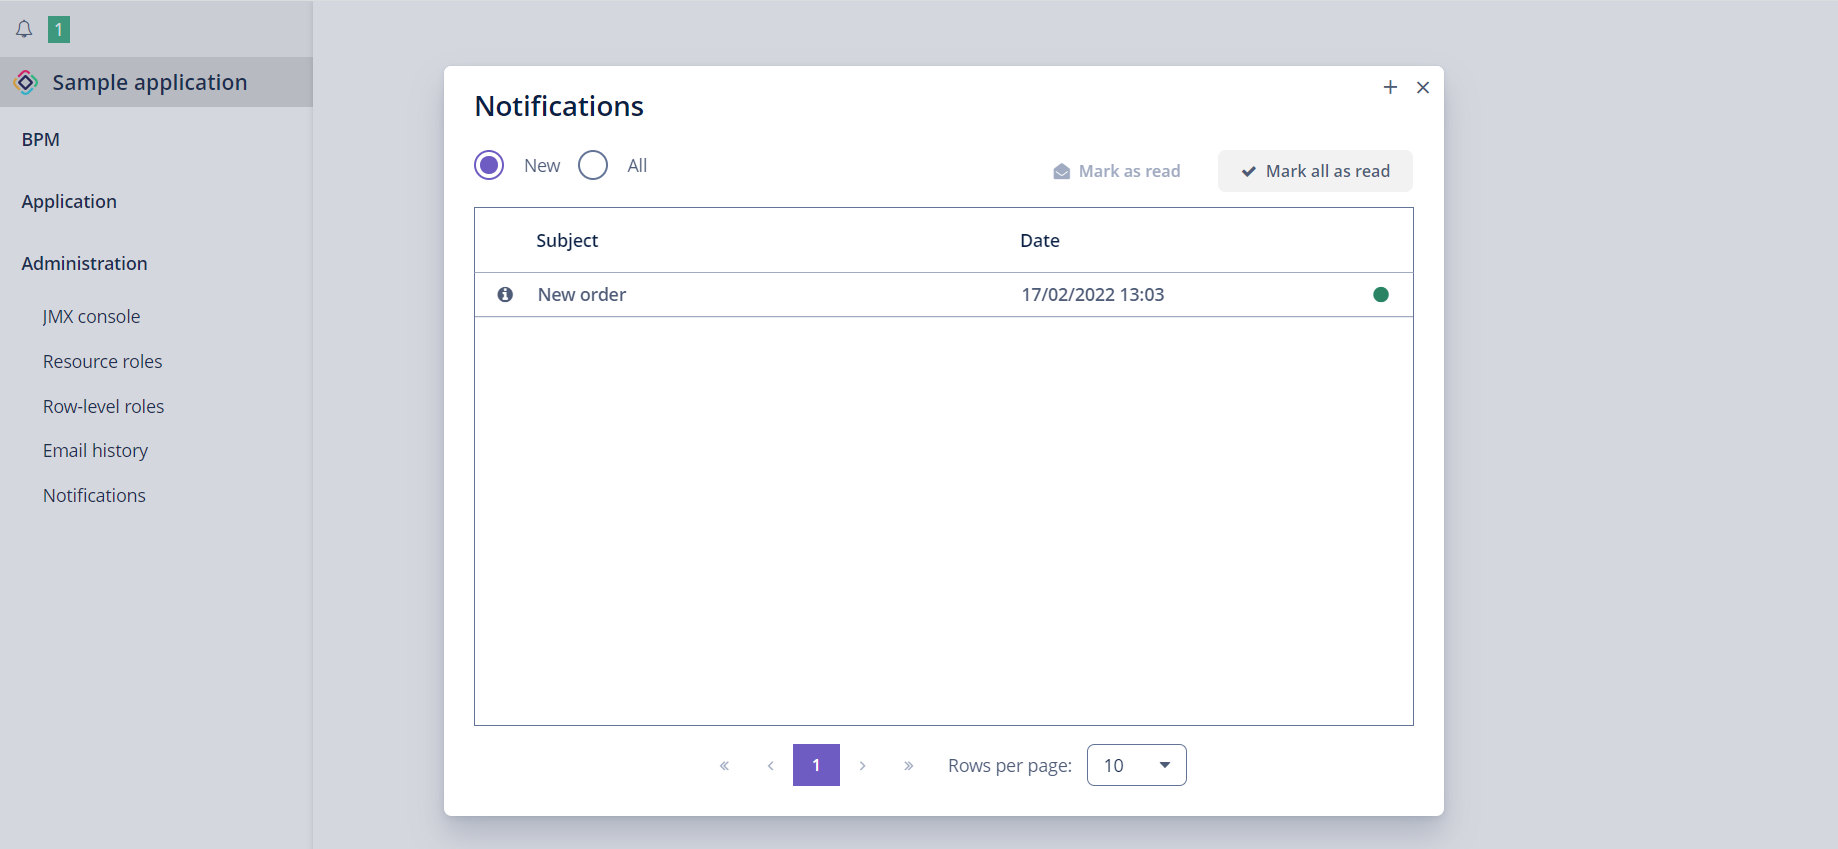 1
Sample application
BPM
Application
Administration
JMX console
Resource roles
Row-level roles
Email history
Notifications
Notifications
New All
Mark as read Mark all as read
Subject Date
New order 17/02/2022 13:03
« ‹ 1 › » Rows per page: 10